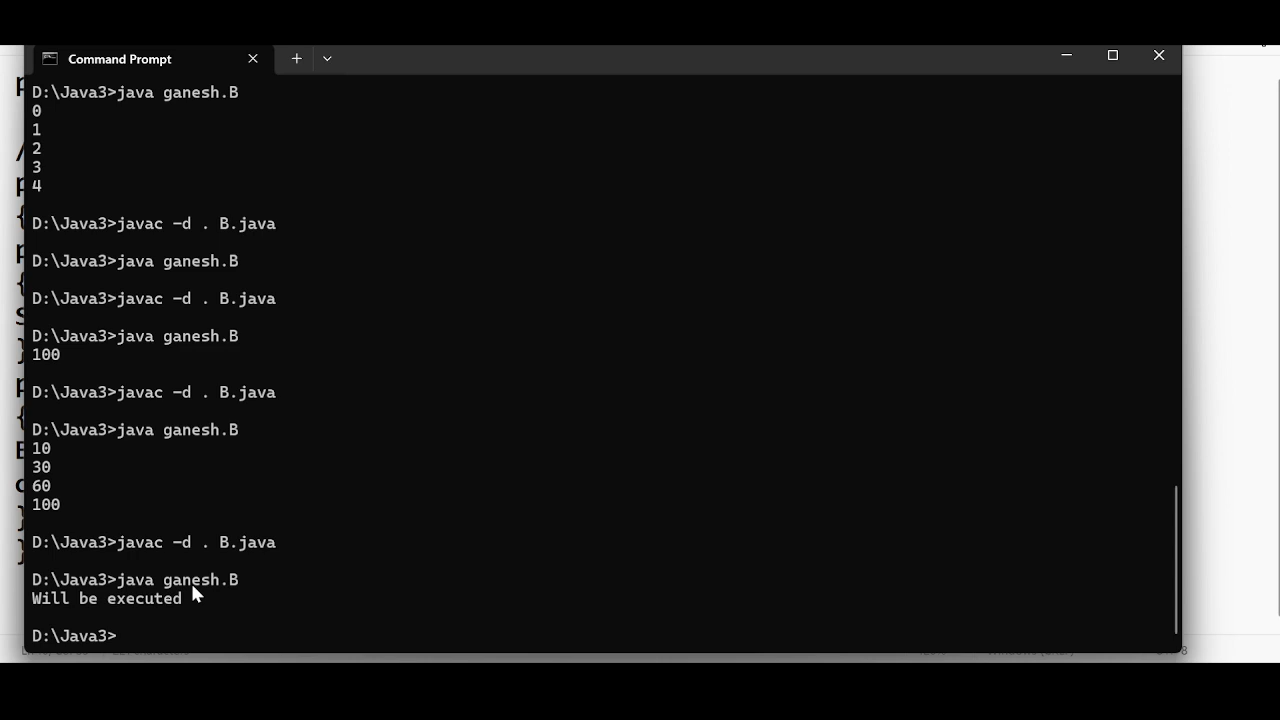 Command Prompt
D:\Java3>java ganesh.B
0
1
2
3
4
D:\Java3>javac -d . B.java
D:\Java3>java ganesh.B
D:\Java3>javac -d . B.java
D:\Java3>java ganesh.B
100
D:\Java3>javac -d . B.java
D:\Java3>java ganesh.B
10
30
60
100
D:\Java3>javac -d . B.java
D:\Java3>java ganesh.B
Will be executed
D:\Java3>